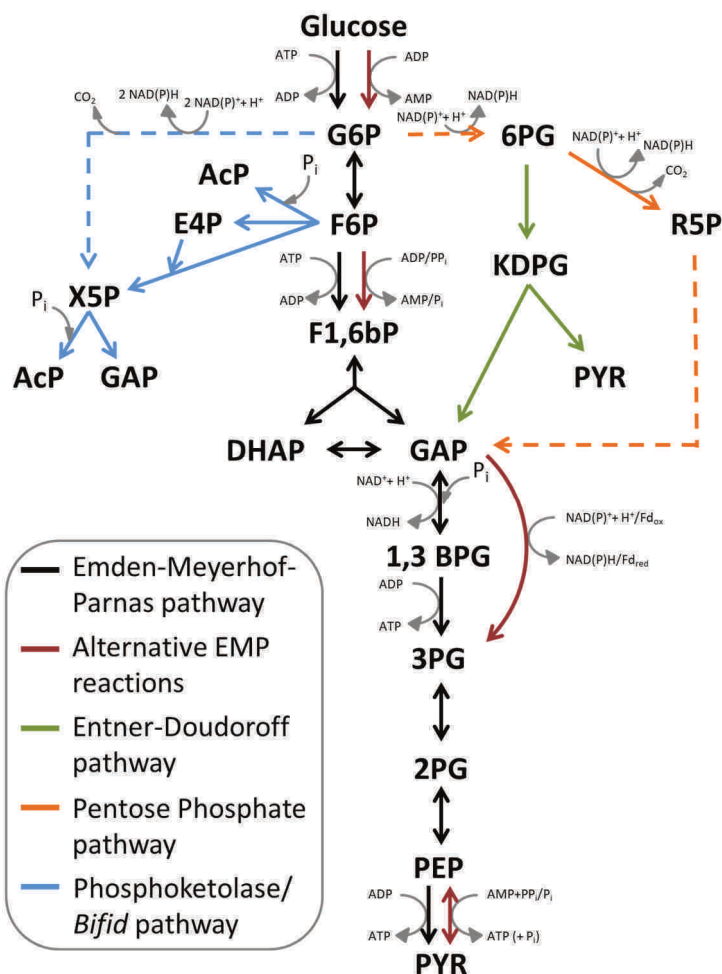 Glucose
ATP
ADP
ADP
AMP
CO₂
2 NAD(P)H
2 NAD(P)⁺+ H⁺
G6P
NAD(P)⁺+ H⁺
NAD(P)H
6PG
NAD(P)⁺+ H⁺
NAD(P)H
CO₂
AcP
Pᵢ
E4P
F6P
R5P
ATP
ADP
ADP/PPᵢ
AMP/Pᵢ
KDPG
Pᵢ
X5P
F1,6bP
AcP
GAP
PYR
DHAP
GAP
NAD⁺+ H⁺
NADH
Pᵢ
NAD(P)⁺+ H⁺/Fdₒₓ
NAD(P)H/Fdred
1,3 BPG
ADP
ATP
3PG
2PG
PEP
ADP
ATP
AMP+PPᵢ/Pᵢ
ATP (+ Pᵢ)
PYR
Emden-Meyerhof-
Parnas pathway
Alternative EMP
reactions
Entner-Doudoroff
pathway
Pentose Phosphate
pathway
Phosphoketolase/
Bifid pathway